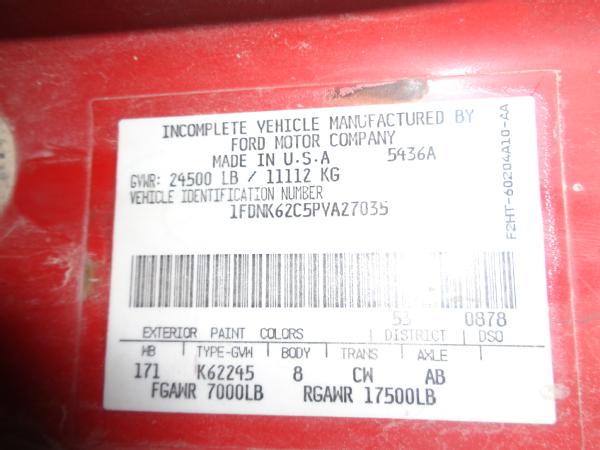 INCOMPLETE VEHICLE MANUFACTURED BY
FORD MOTOR COMPANY
MADE IN U.S.A 5436A
GVWR: 24500 LB / 11112 KG
VEHICLE IDENTIFICATION NUMBER
1FDNK62C5PVA27035
F2HT-60204A10-AA
53 0878
EXTERIOR PAINT COLORS DISTRICT DSO
WB TYPE-GVW BODY TRANS AXLE
171 K62245 8 CW AB
FGAWR 7000LB RGAWR 17500LB